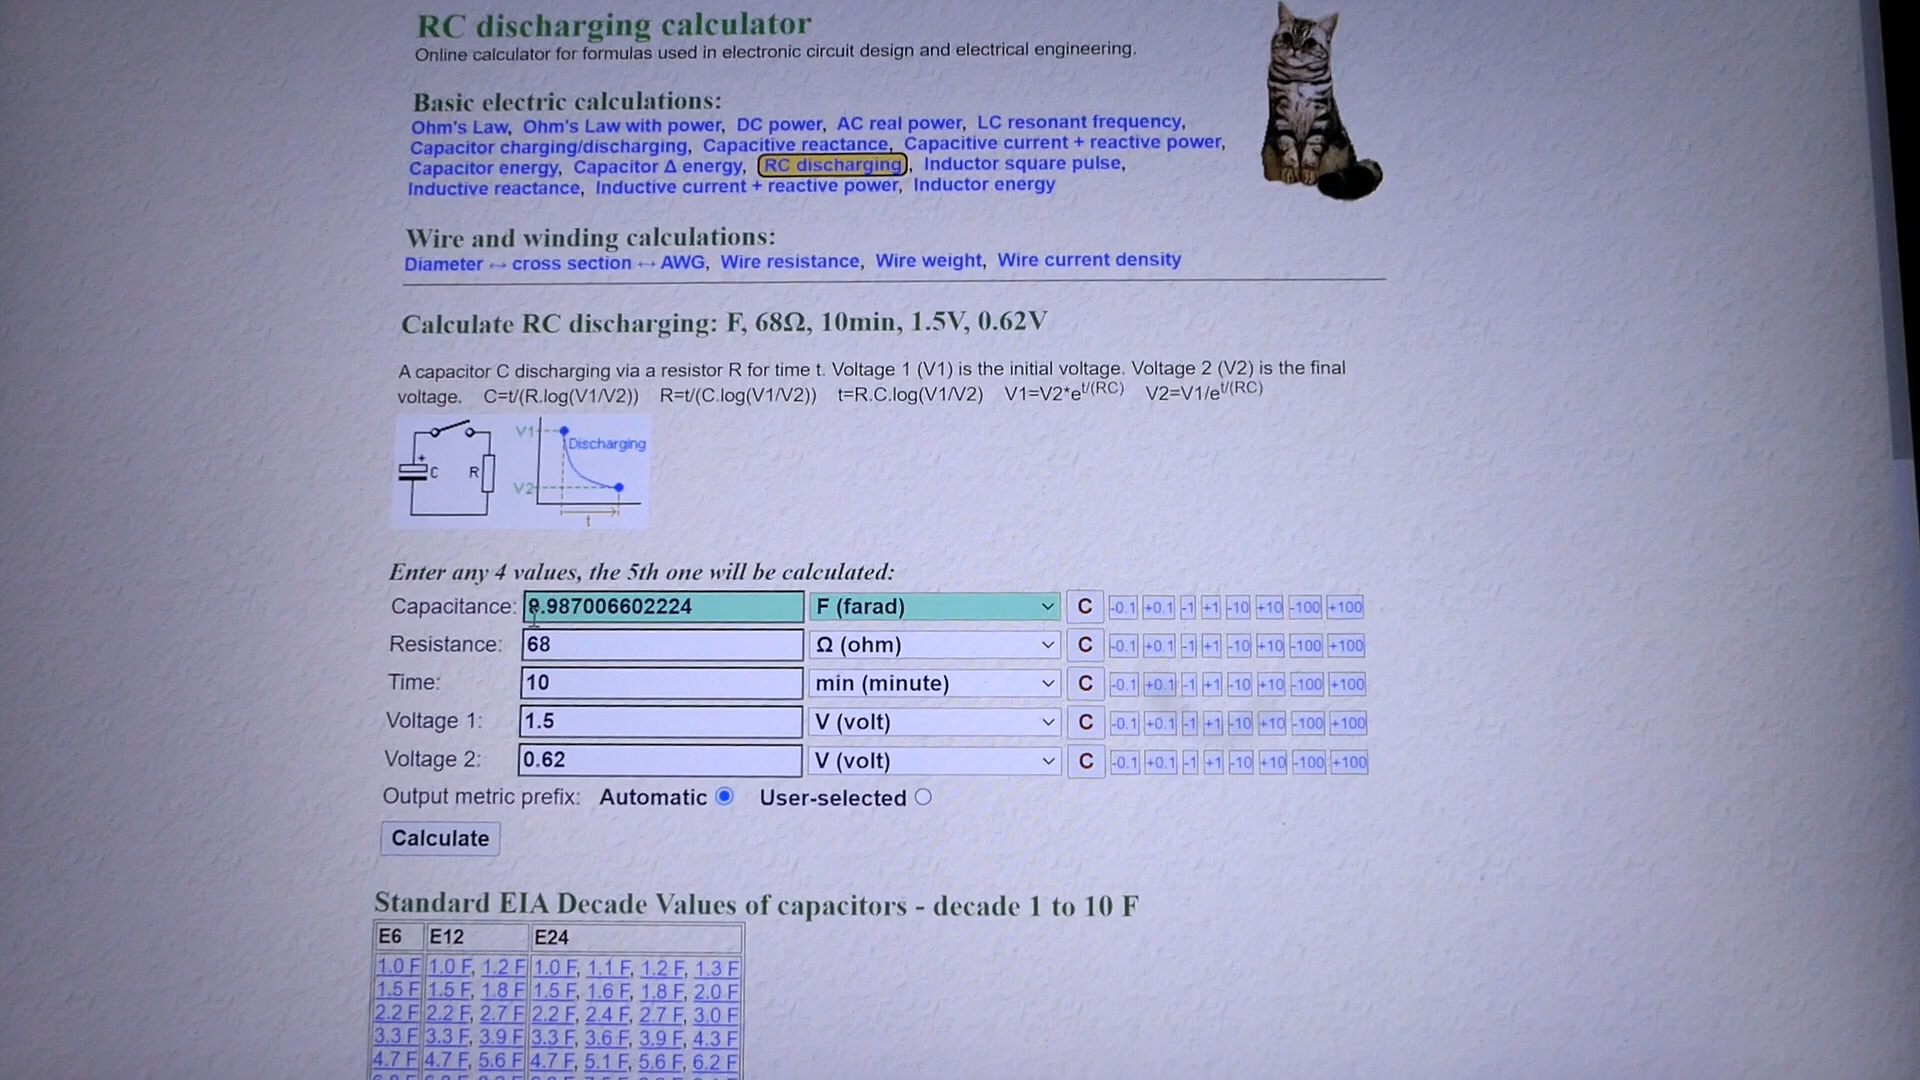 RC discharging calculator
Online calculator for formulas used in electronic circuit design and electrical engineering.
Basic electric calculations:
Ohm's Law, Ohm's Law with power, DC power, AC real power, LC resonant frequency,
Capacitor charging/discharging, Capacitive reactance, Capacitive current + reactive power,
Capacitor energy, Capacitor Δ energy, RC discharging, Inductor square pulse,
Inductive reactance, Inductive current + reactive power, Inductor energy
Wire and winding calculations:
Diameter ↔ cross section ↔ AWG, Wire resistance, Wire weight, Wire current density
Calculate RC discharging: F, 68Ω, 10min, 1.5V, 0.62V
A capacitor C discharging via a resistor R for time t. Voltage 1 (V1) is the initial voltage. Voltage 2 (V2) is the final
voltage. C=t/(R.log(V1/V2)) R=t/(C.log(V1/V2)) t=R.C.log(V1/V2) V1=V2*e^t/(RC) V2=V1/e^t/(RC)
V1 Discharging
+ C R
V2
t
Enter any 4 values, the 5th one will be calculated:
Capacitance: 9.987006602224 F (farad) C -0.1 +0.1 -1 +1 -10 +10 -100 +100
Resistance: 68 Ω (ohm) C -0.1 +0.1 -1 +1 -10 +10 -100 +100
Time: 10 min (minute) C -0.1 +0.1 -1 +1 -10 +10 -100 +100
Voltage 1: 1.5 V (volt) C -0.1 +0.1 -1 +1 -10 +10 -100 +100
Voltage 2: 0.62 V (volt) C -0.1 +0.1 -1 +1 -10 +10 -100 +100
Output metric prefix: Automatic User-selected
Calculate
Standard EIA Decade Values of capacitors - decade 1 to 10 F
E6 E12 E24
1.0 F 1.0 F, 1.2 F 1.0 F, 1.1 F, 1.2 F, 1.3 F
1.5 F 1.5 F, 1.8 F 1.5 F, 1.6 F, 1.8 F, 2.0 F
2.2 F 2.2 F, 2.7 F 2.2 F, 2.4 F, 2.7 F, 3.0 F
3.3 F 3.3 F, 3.9 F 3.3 F, 3.6 F, 3.9 F, 4.3 F
4.7 F 4.7 F, 5.6 F 4.7 F, 5.1 F, 5.6 F, 6.2 F